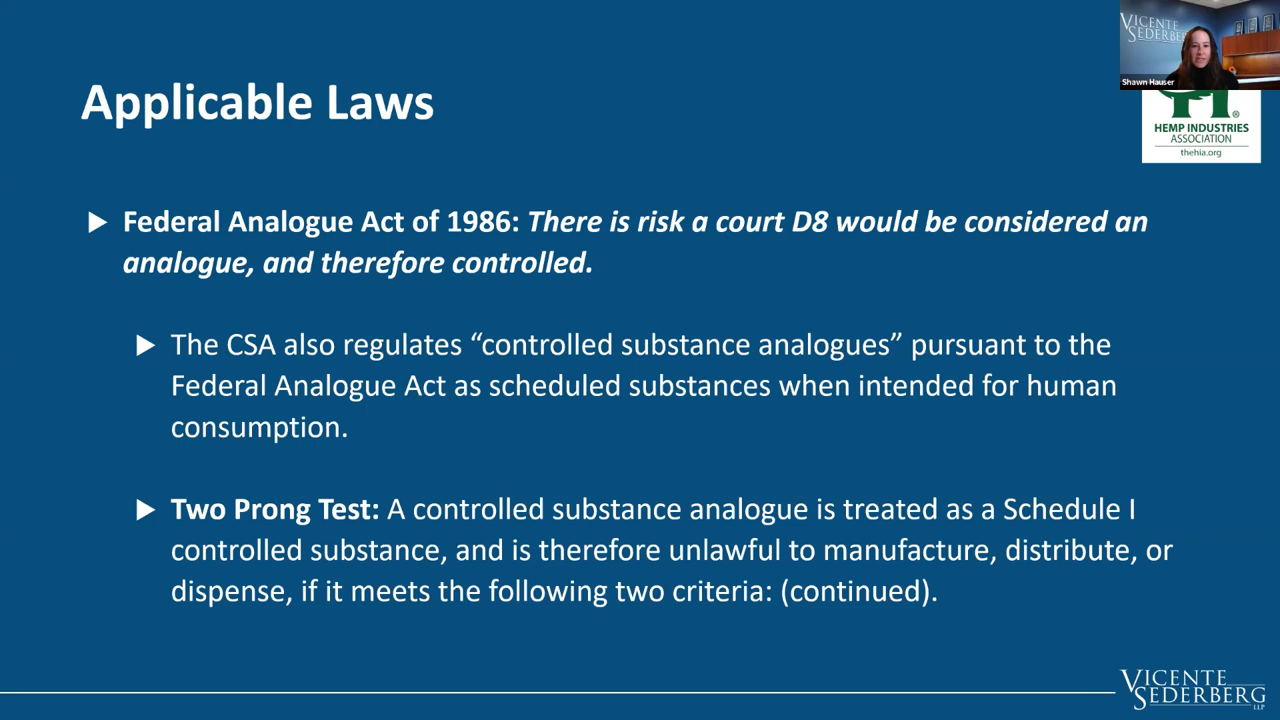 VICENTE
SEDERBERG
Shawn Hauser
Applicable Laws
®
HEMP INDUSTRIES
ASSOCIATION
thehia.org
▶ Federal Analogue Act of 1986: There is risk a court D8 would be considered an
analogue, and therefore controlled.
▶ The CSA also regulates “controlled substance analogues” pursuant to the
Federal Analogue Act as scheduled substances when intended for human
consumption.
▶ Two Prong Test: A controlled substance analogue is treated as a Schedule I
controlled substance, and is therefore unlawful to manufacture, distribute, or
dispense, if it meets the following two criteria: (continued).
VICENTE
SEDERBERG
LLP